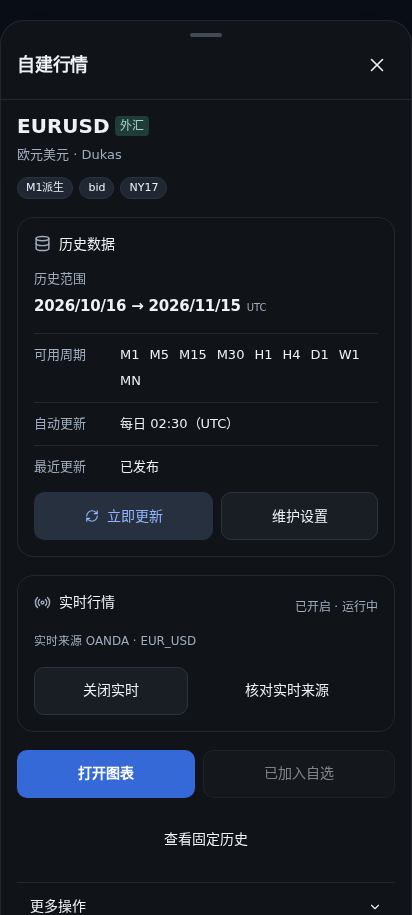 自建行情
EURUSD 外汇
欧元美元 · Dukas
M1派生 bid NY17
历史数据
历史范围
2026/10/16 → 2026/11/15 UTC
可用周期 M1 M5 M15 M30 H1 H4 D1 W1
MN
自动更新 每日 02:30（UTC）
最近更新 已发布
立即更新 维护设置
实时行情 已开启 · 运行中
实时来源 OANDA · EUR_USD
关闭实时 核对实时来源
打开图表 已加入自选
查看固定历史
更多操作